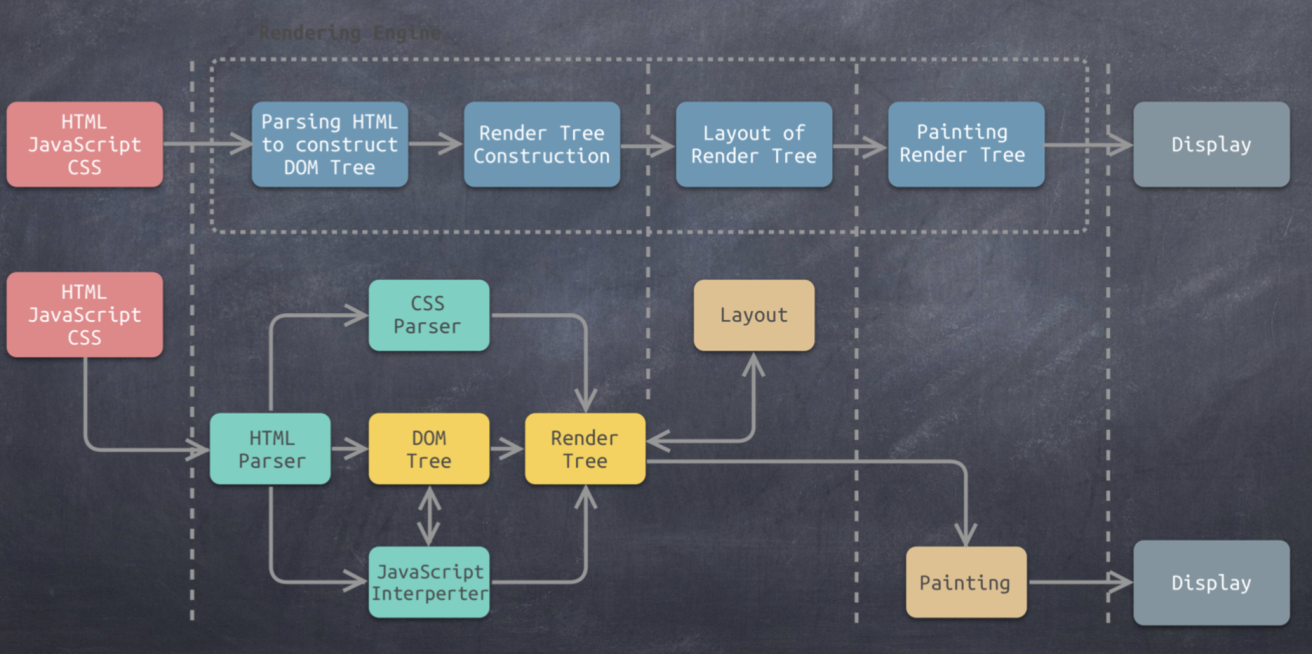 Rendering Engine
HTML
JavaScript
CSS
Parsing HTML
to construct
DOM Tree
Render Tree
Construction
Layout of
Render Tree
Painting
Render Tree
Display
HTML
JavaScript
CSS
CSS
Parser
Layout
HTML
Parser
DOM
Tree
Render
Tree
JavaScript
Interperter
Painting
Display